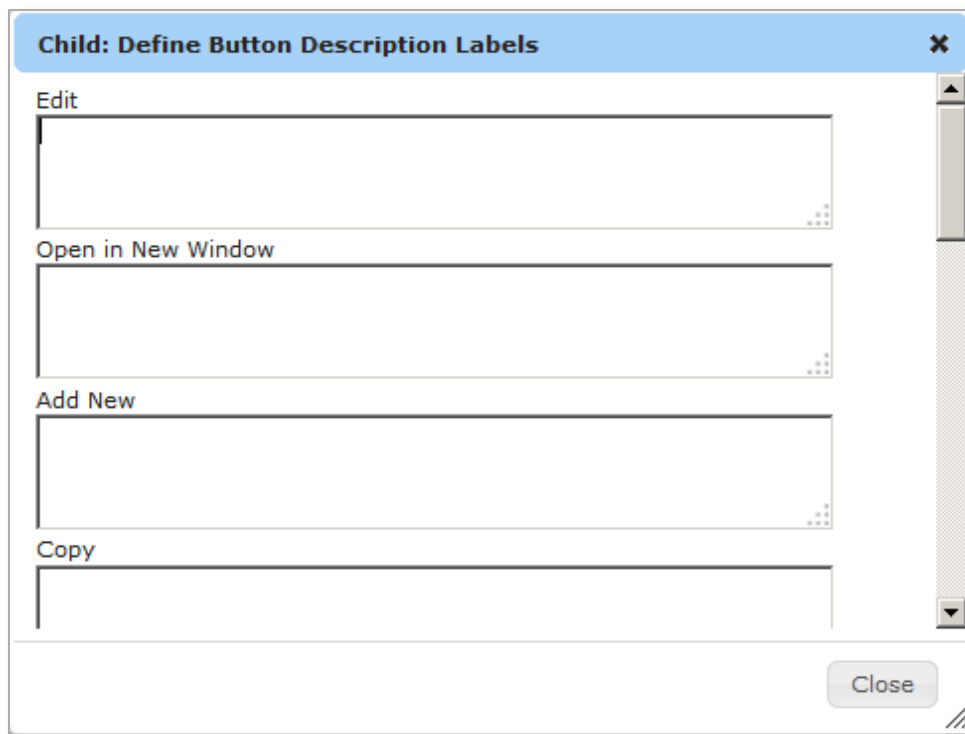 Child: Define Button Description Labels
Edit
Open in New Window
Add New
Copy
Close